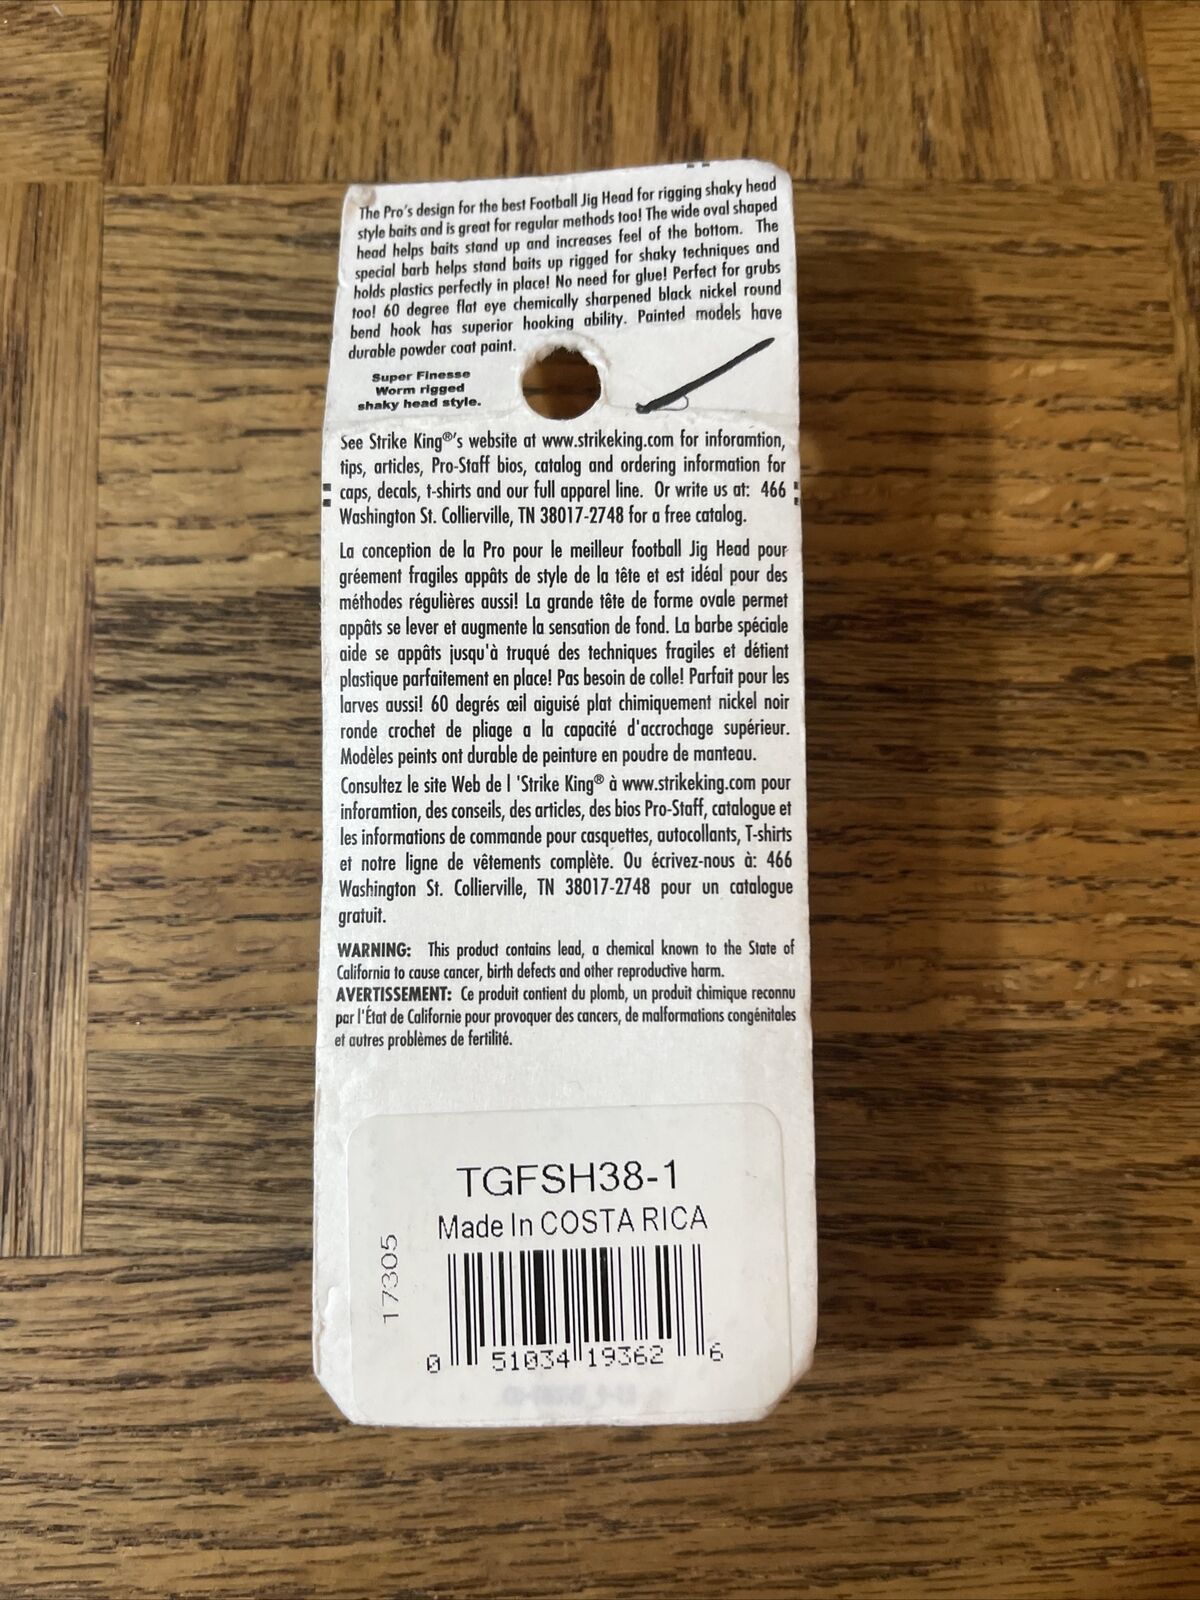 The Pro's design for the best Football Jig Head for rigging shaky head
style baits and is great for regular methods too! The wide oval shaped
head helps baits stand up and increases feel of the bottom. The
special barb helps stand baits up rigged for shaky techniques and
holds plastics perfectly in place! No need for glue! Perfect for grubs
too! 60 degree flat eye chemically sharpened black nickel round
bend hook has superior hooking ability. Painted models have
durable powder coat paint.
Super Finesse
Worm rigged
shaky head style.
See Strike King®'s website at www.strikeking.com for inforamtion,
tips, articles, Pro-Staff bios, catalog and ordering information for
caps, decals, t-shirts and our full apparel line. Or write us at: 466
Washington St. Collierville, TN 38017-2748 for a free catalog.
La conception de la Pro pour le meilleur football Jig Head pour
gréement fragiles appâts de style de la tête et est idéal pour des
méthodes régulières aussi! La grande tête de forme ovale permet
appâts se lever et augmente la sensation de fond. La barbe spéciale
aide se appâts jusqu'à truqué des techniques fragiles et détient
plastique parfaitement en place! Pas besoin de colle! Parfait pour les
larves aussi! 60 degrés œil aiguisé plat chimiquement nickel noir
ronde crochet de pliage a la capacité d'accrochage supérieur.
Modèles peints ont durable de peinture en poudre de manteau.
Consultez le site Web de l 'Strike King® à www.strikeking.com pour
inforamtion, des conseils, des articles, des bios Pro-Staff, catalogue et
les informations de commande pour casquettes, autocollants, T-shirts
et notre ligne de vêtements complète. Ou écrivez-nous à: 466
Washington St. Collierville, TN 38017-2748 pour un catalogue
gratuit.
WARNING: This product contains lead, a chemical known to the State of
California to cause cancer, birth defects and other reproductive harm.
AVERTISSEMENT: Ce produit contient du plomb, un produit chimique reconnu
par l'État de Californie pour provoquer des cancers, de malformations congénitales
et autres problèmes de fertilité.
TGFSH38-1
Made In COSTA RICA
17305
0 51034 19362 6